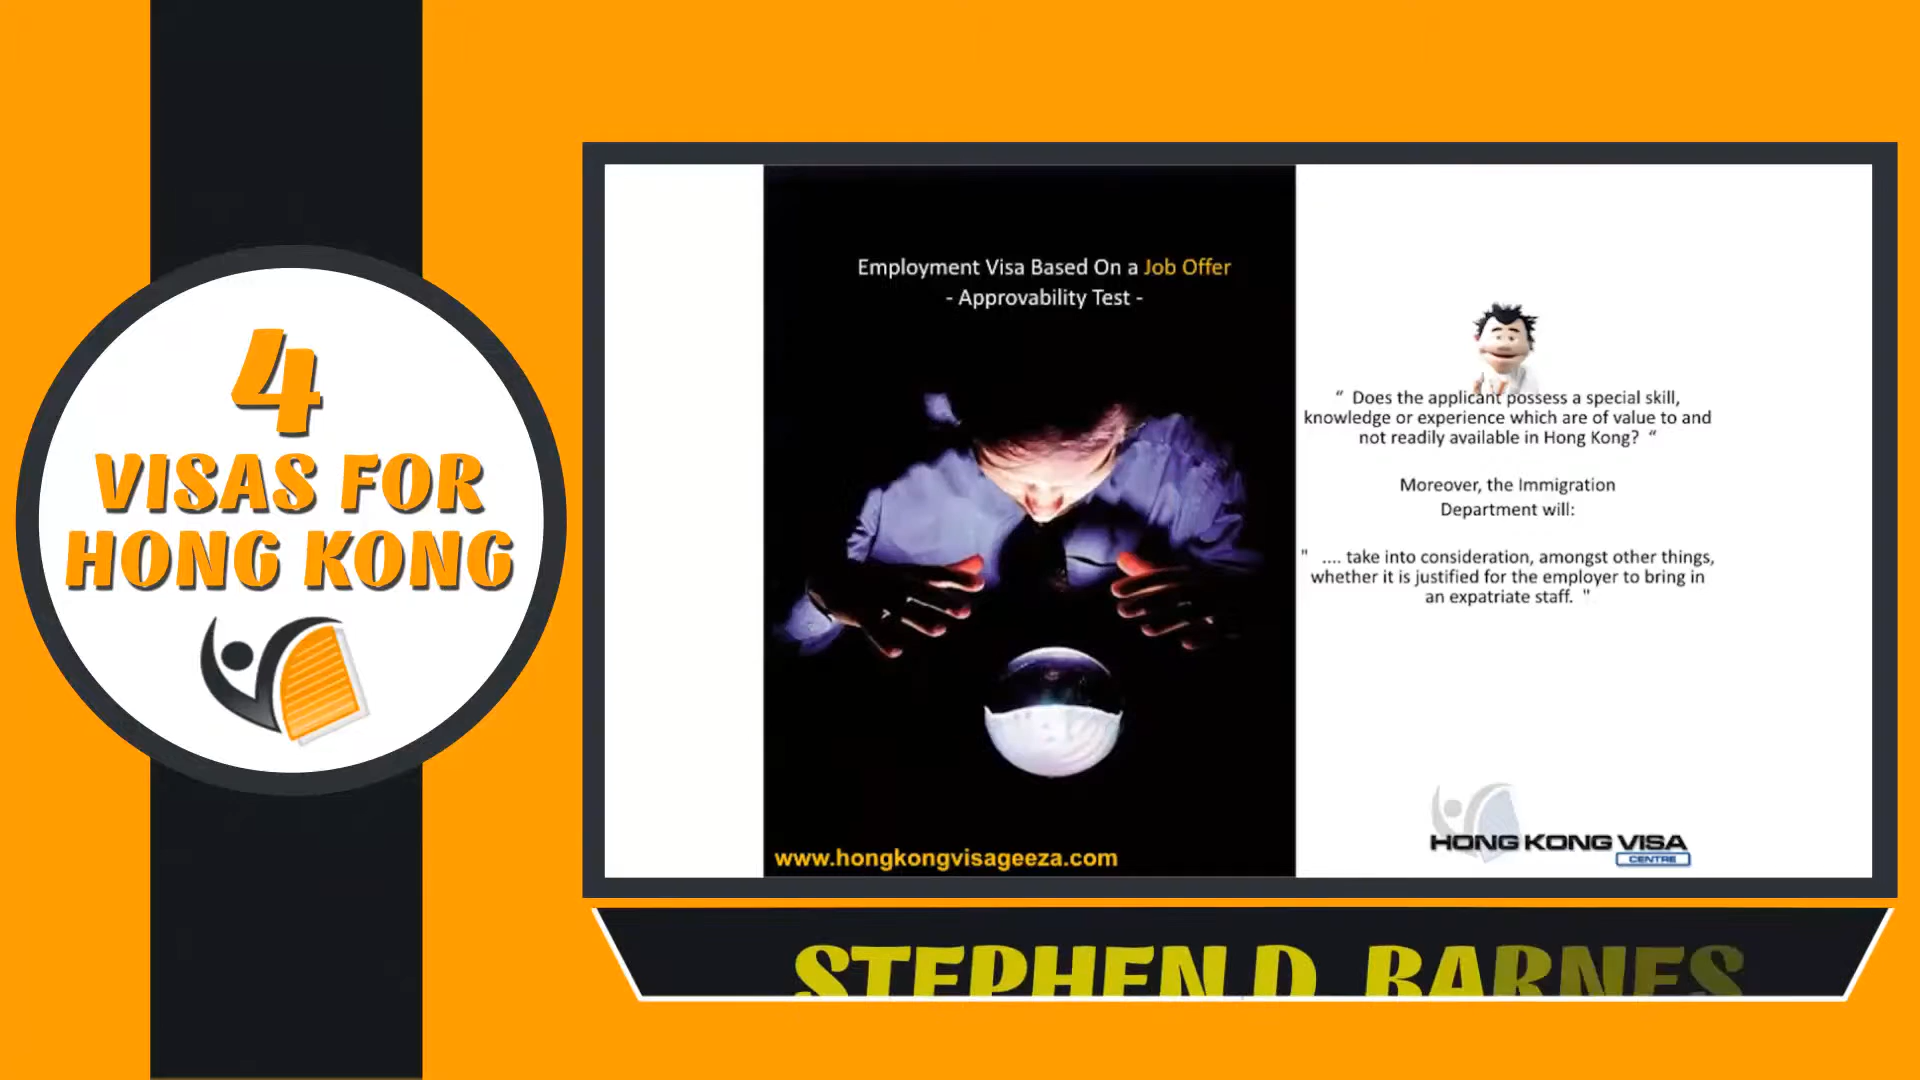 4
VISAS FOR
HONG KONG
Employment Visa Based On a Job Offer
- Approvability Test -
www.hongkongvisageeza.com
“ Does the applicant possess a special skill,
knowledge or experience which are of value to and
not readily available in Hong Kong? “
Moreover, the Immigration
Department will:
" .... take into consideration, amongst other things,
whether it is justified for the employer to bring in
an expatriate staff. "
HONG KONG VISA
CENTRE
STEPHEN D. BARNES